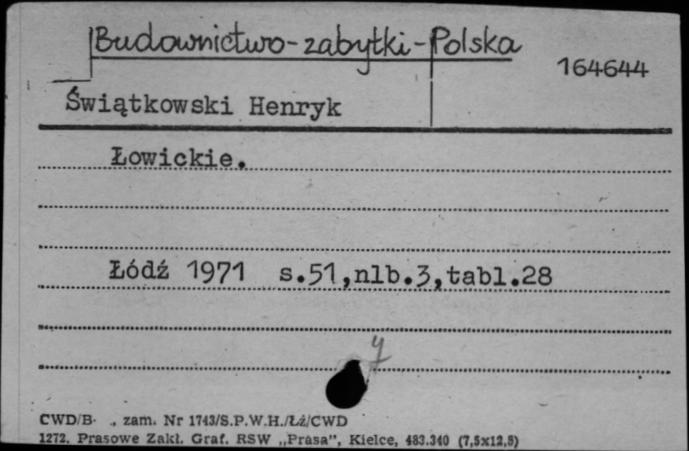 Budownictwo-zabytki-Polska
164644
Świątkowski Henryk
Łowickie.
Łódź 1971 s.51,nlb.3,tabl.28
y
CWD/B- ., zam. Nr 1743/S.P.W.H./Łź/CWD
1272. Prasowe Zakł. Graf. RSW „Prasa”, Kielce, 483.340 (7,5x12,5)